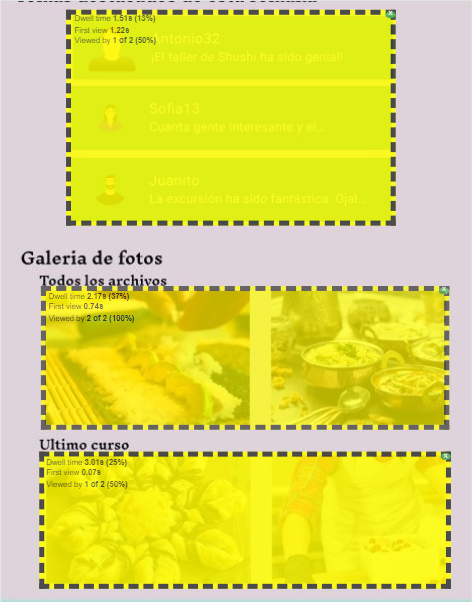 Dwell time 1.51s (13%)
First view 1.22s
Viewed by 1 of 2 (50%)
Antonio32
¡El taller de Shushi ha sido genial!
Sofia13
Cuanta gente interesante y el...
Juanito
La excursión ha sido fantástica. Ojal...
Galeria de fotos
Todos los archivos
Dwell time 2.17s (37%)
First view 0.74s
Viewed by 2 of 2 (100%)
Ultimo curso
Dwell time 3.01s (25%)
First view 0.07s
Viewed by 1 of 2 (50%)